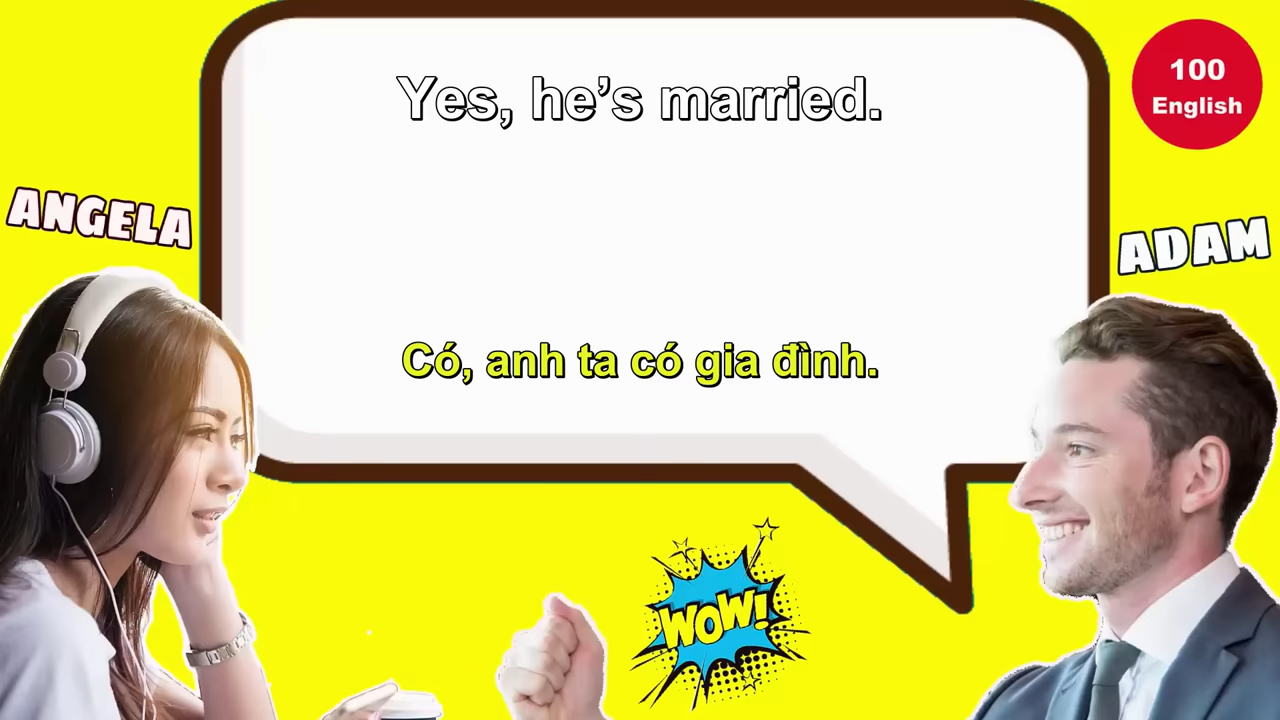 Yes, he's married.
100
English
ANGELA
ADAM
Có, anh ta có gia đình.
WOW!